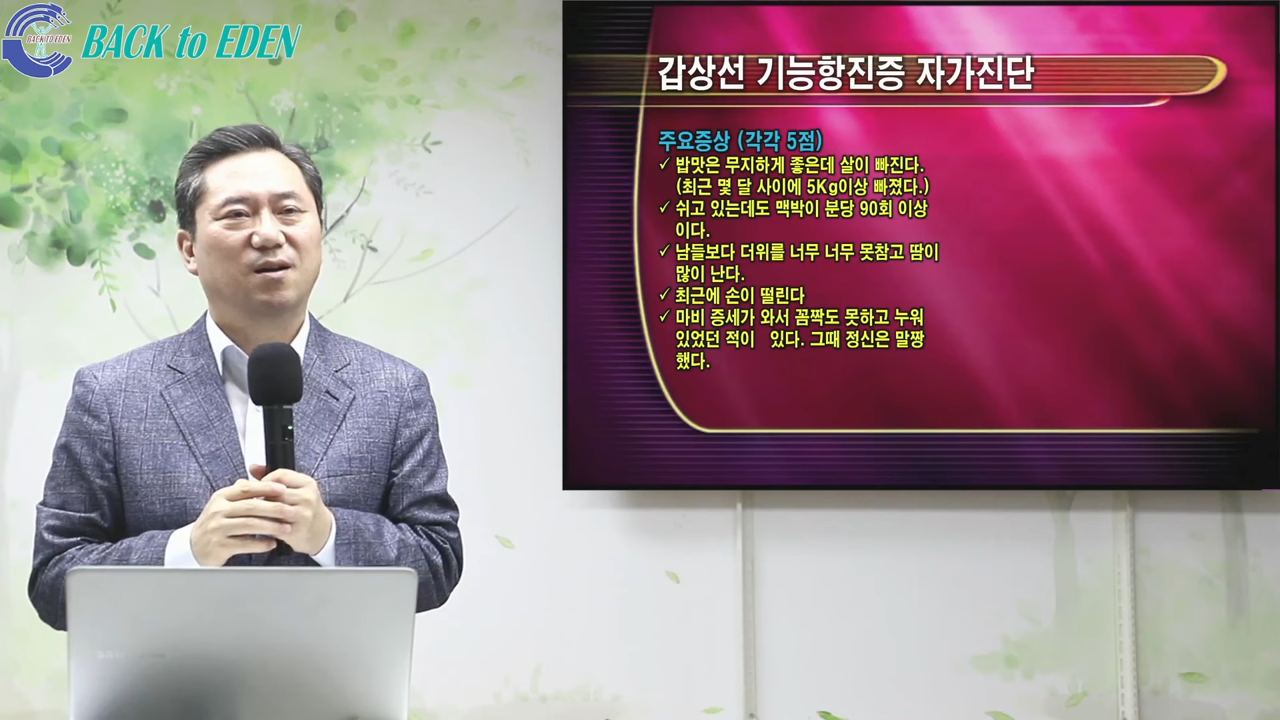 BACK TO EDEN
BACK to EDEN
갑상선 기능항진증 자가진단
주요증상 (각각 5점)
✓ 밥맛은 무지하게 좋은데 살이 빠진다.
(최근 몇 달 사이에 5Kg이상 빠졌다.)
✓ 쉬고 있는데도 맥박이 분당 90회 이상
이다.
✓ 남들보다 더위를 너무 너무 못참고 땀이
많이 난다.
✓ 최근에 손이 떨린다
✓ 마비 증세가 와서 꼼짝도 못하고 누워
있었던 적이 있다. 그때 정신은 말짱
했다.